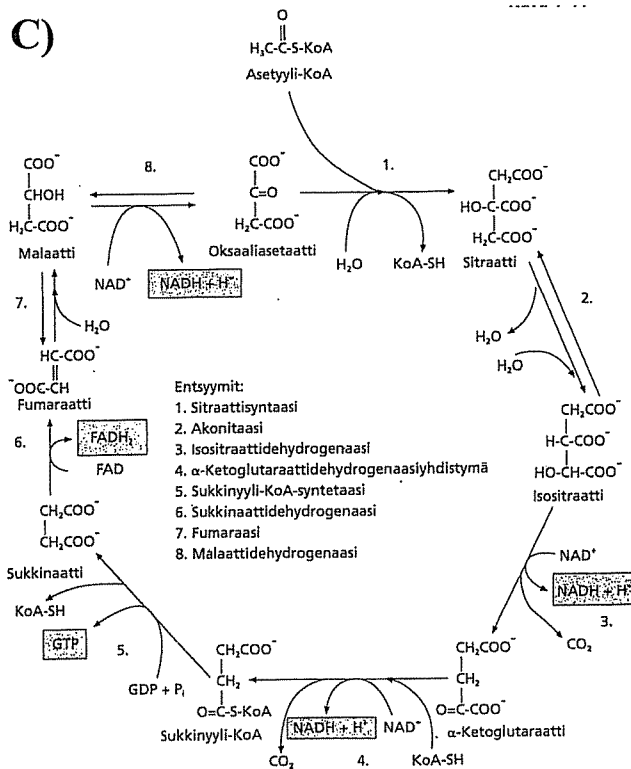 C)
O
H₃C-C-S-KoA
Asetyyli-KoA
COO⁻
CHOH
H₂C-COO⁻
Malaatti
8.
COO⁻
C=O
H₂C-COO⁻
Oksaaliasetaatti
1.
CH₂COO⁻
HO-C-COO⁻
H₂C-COO⁻
Sitraatti
NAD⁺
NADH + H⁺
H₂O
KoA-SH
7.
H₂O
2.
H₂O
H₂O
HC-COO⁻
⁻OOC-CH
Fumaraatti
6.
FADH₂
FAD
CH₂COO⁻
CH₂COO⁻
Sukkinaatti
Entsyymit:
1. Sitraattisyntaasi
2. Akonitaasi
3. Isositraattidehydrogenaasi
4. α-Ketoglutaraattidehydrogenaasiyhdistymä
5. Sukkinyyli-KoA-syntetaasi
6. Sukkinaattidehydrogenaasi
7. Fumaraasi
8. Malaattidehydrogenaasi
CH₂COO⁻
H-C-COO⁻
HO-CH-COO⁻
Isositraatti
NAD⁺
NADH + H⁺
3.
CO₂
KoA-SH
GTP
5.
GDP + Pᵢ
CH₂COO⁻
CH₂
O=C-S-KoA
Sukkinyyli-KoA
CO₂
NADH + H⁺
4.
NAD⁺
KoA-SH
CH₂COO⁻
CH₂
O=C-COO⁻
α-Ketoglutaraatti